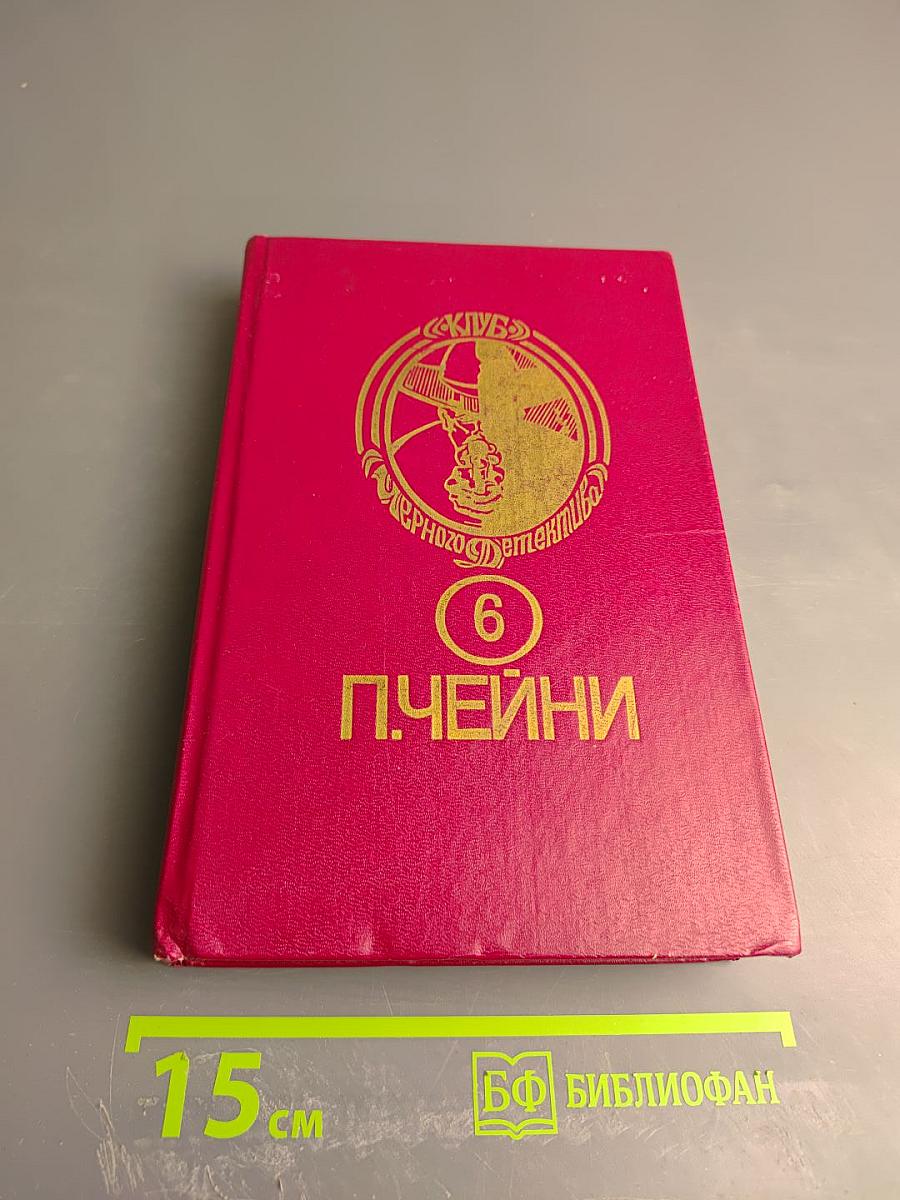 «КЛУБ»
Черного Детектива
6
П.ЧЕЙНИ
15 см
БФ БИБЛИОФАН